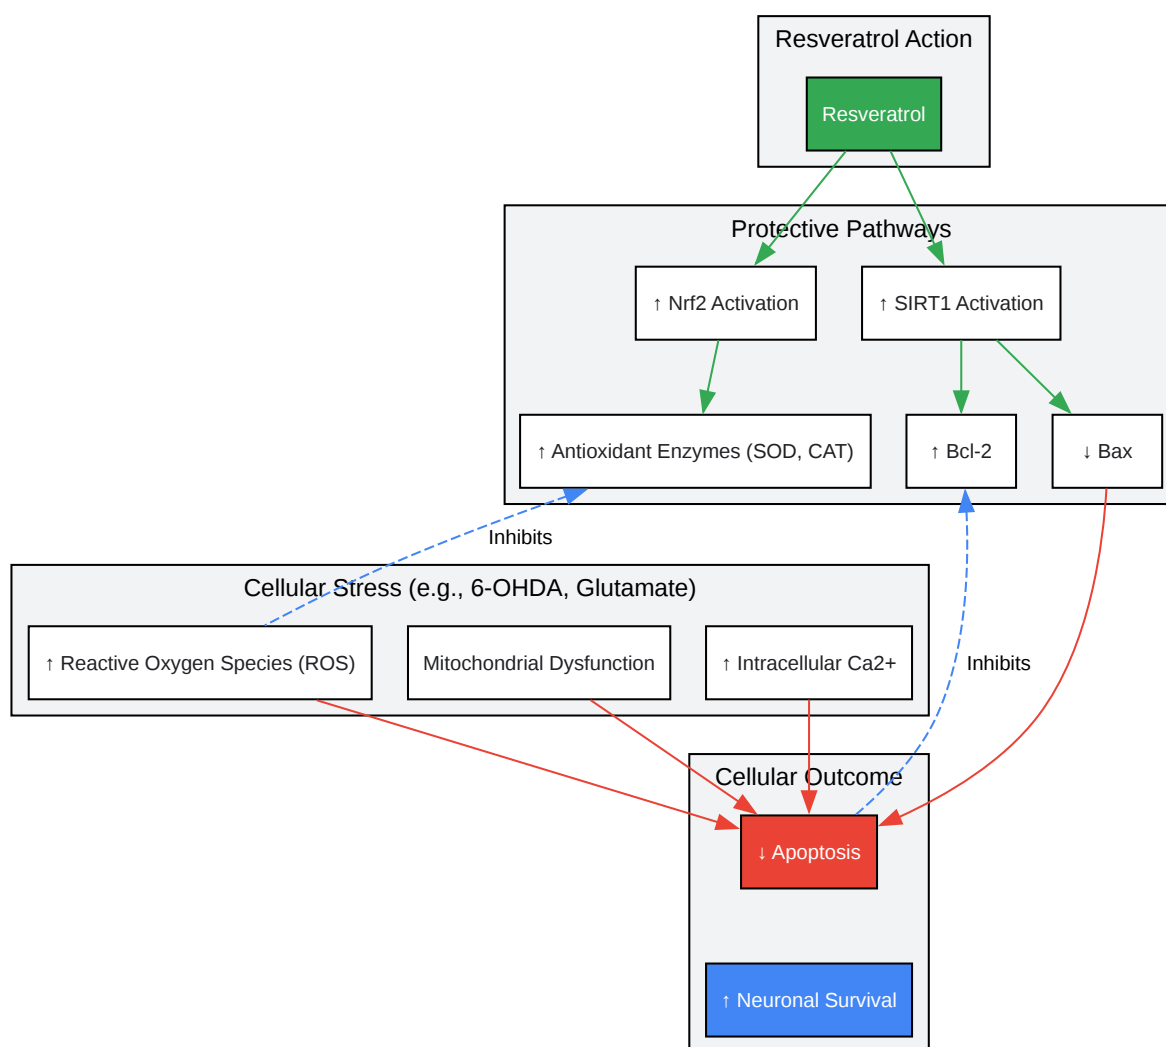 Resveratrol Action
Resveratrol
Protective Pathways
↑ Nrf2 Activation
↑ SIRT1 Activation
↑ Antioxidant Enzymes (SOD, CAT)
↑ Bcl-2
↓ Bax
Inhibits
Cellular Stress (e.g., 6-OHDA, Glutamate)
↑ Reactive Oxygen Species (ROS)
Mitochondrial Dysfunction
↑ Intracellular Ca2+
Inhibits
Cellular Outcome
↓ Apoptosis
↑ Neuronal Survival